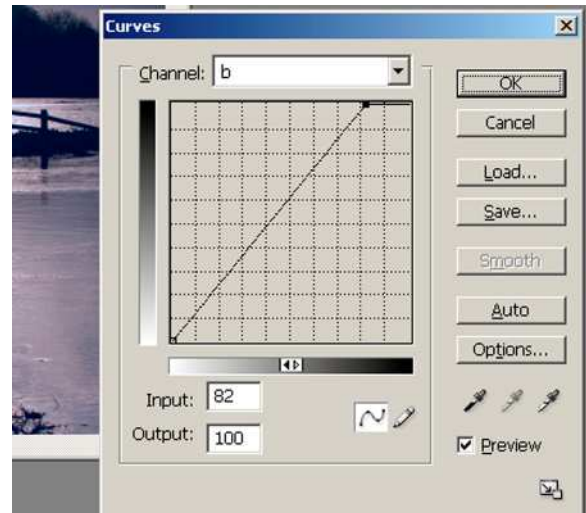 Curves
Channel: b
OK
Cancel
Load...
Save...
Smooth
Auto
Options...
Input: 82
Output: 100
Preview